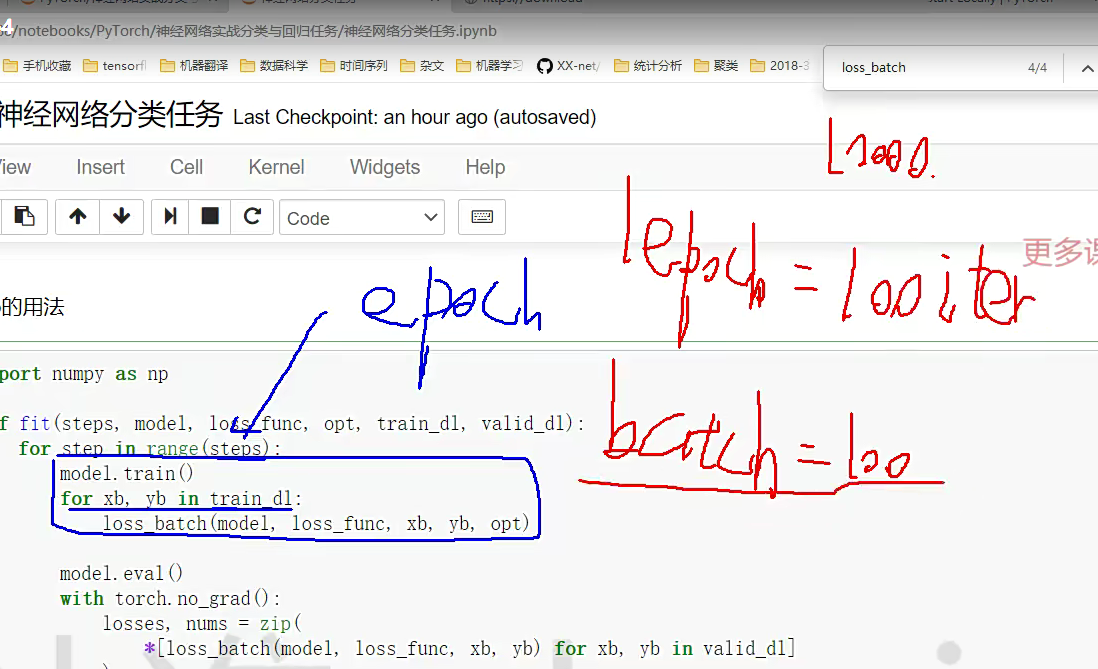 4
/notebooks/PyTorch/神经网络实战分类与回归任务/神经网络分类任务.ipynb
手机收藏 tensorfl 机器翻译 数据科学 时间序列 杂文 机器学习 XX-net/ 统计分析 聚类 2018-3
loss_batch 4/4
神经网络分类任务 Last Checkpoint: an hour ago (autosaved)
iew Insert Cell Kernel Widgets Help
Code
更多课
1epoch = 100iter
epoch
的用法
batch = 100
port numpy as np
f fit(steps, model, loss_func, opt, train_dl, valid_dl):
for step in range(steps):
model.train()
for xb, yb in train_dl:
loss_batch(model, loss_func, xb, yb, opt)
model.eval()
with torch.no_grad():
losses, nums = zip(
*[loss_batch(model, loss_func, xb, yb) for xb, yb in valid_dl]